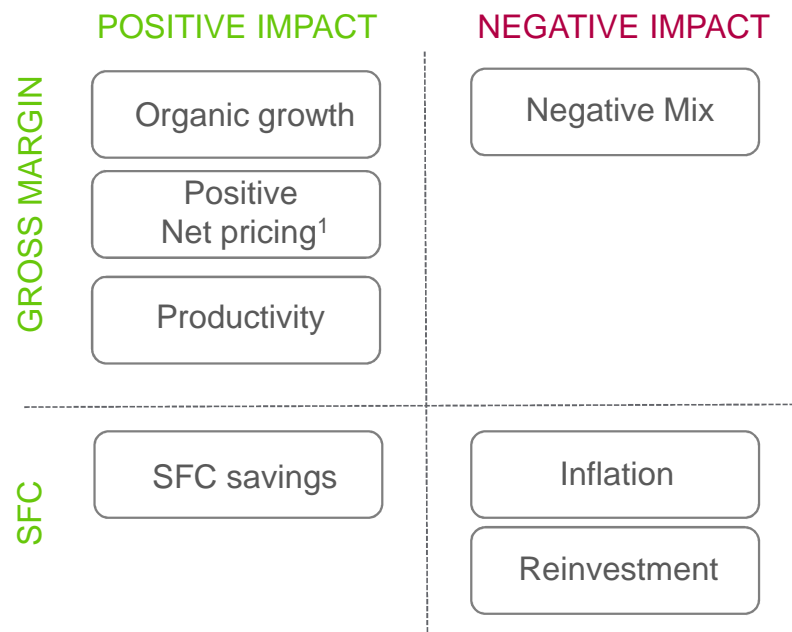 POSITIVE IMPACT
NEGATIVE IMPACT
GROSS MARGIN
Organic growth
Negative Mix
Positive
Net pricing¹
Productivity
SFC
SFC savings
Inflation
Reinvestment